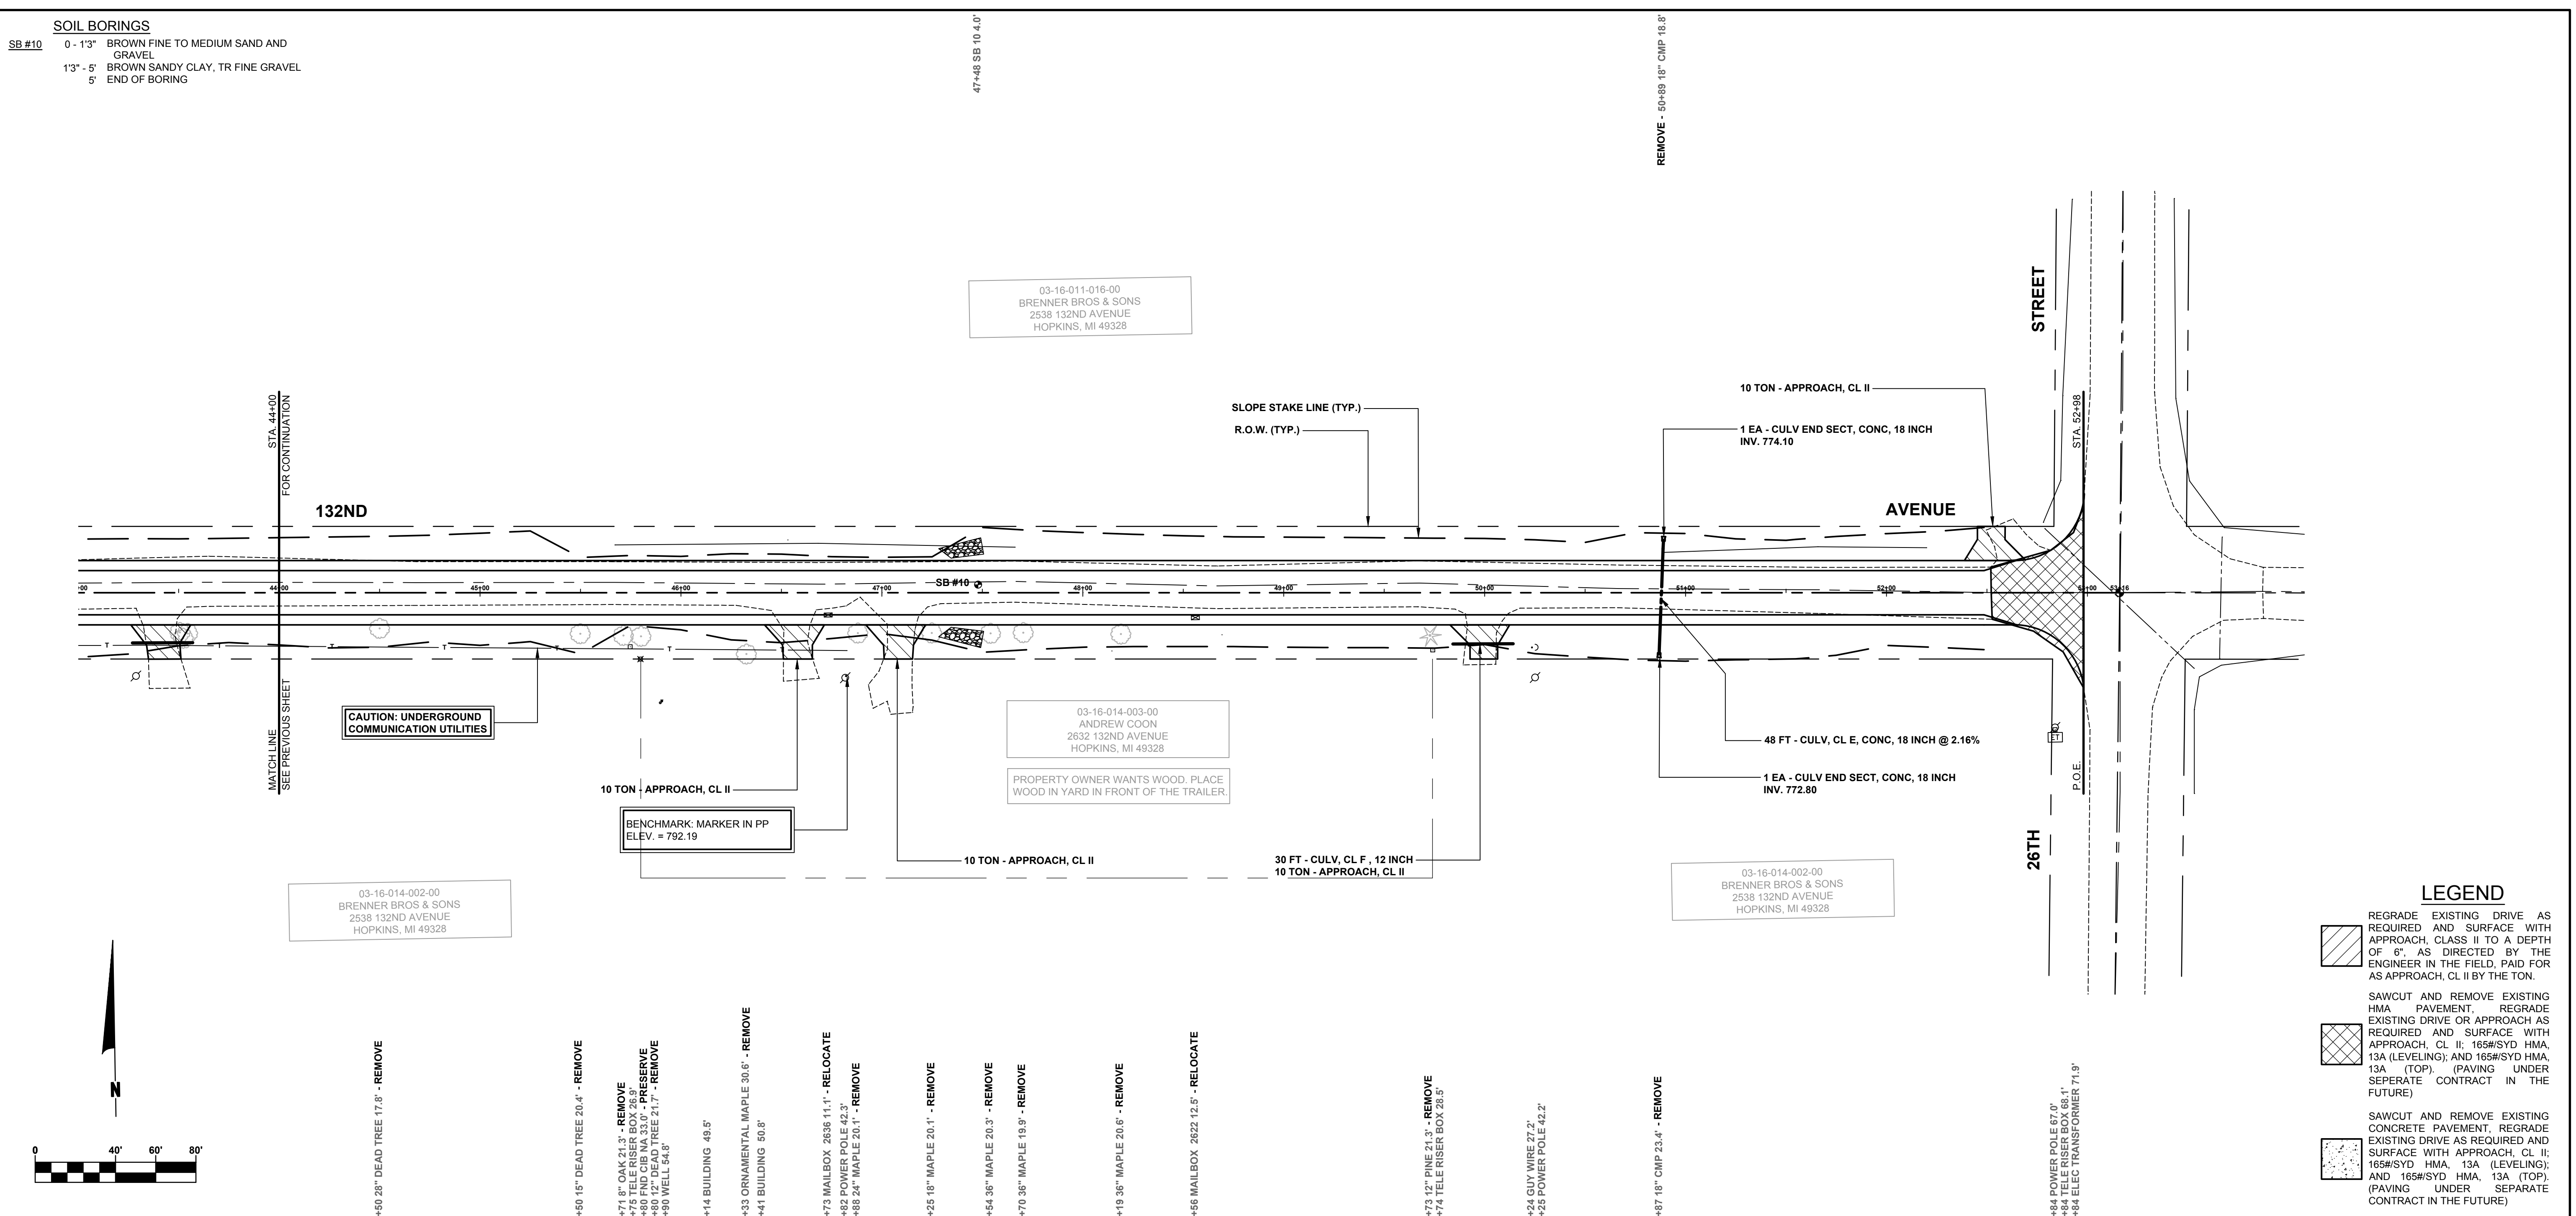 SOIL BORINGS
SB #10 0 - 1'3" BROWN FINE TO MEDIUM SAND AND
GRAVEL
1'3" - 5' BROWN SANDY CLAY, TR FINE GRAVEL
5' END OF BORING
47+48 SB 10 4.0'
REMOVE - 50+89 18" CMP 18.8'
03-16-011-016-00
BRENNER BROS & SONS
2538 132ND AVENUE
HOPKINS, MI 49328
STREET
10 TON - APPROACH, CL II
SLOPE STAKE LINE (TYP.)
R.O.W. (TYP.)
1 EA - CULV END SECT, CONC, 18 INCH
INV. 774.10
STA. 44+00
FOR CONTINUATION
STA. 52+98
132ND
AVENUE
SB #10
+00
44+00
45+00
46+00
47+00
48+00
49+00
50+00
51+00
52+00
53+00
53+16
T
T
T
T
T
T
T
CAUTION: UNDERGROUND
COMMUNICATION UTILITIES
MATCH LINE
SEE PREVIOUS SHEET
03-16-014-003-00
ANDREW COON
2632 132ND AVENUE
HOPKINS, MI 49328
PROPERTY OWNER WANTS WOOD. PLACE
WOOD IN YARD IN FRONT OF THE TRAILER.
48 FT - CULV, CL E, CONC, 18 INCH @ 2.16%
1 EA - CULV END SECT, CONC, 18 INCH
INV. 772.80
ET
P.O.E.
10 TON - APPROACH, CL II
BENCHMARK: MARKER IN PP
ELEV. = 792.19
10 TON - APPROACH, CL II
30 FT - CULV, CL F , 12 INCH
10 TON - APPROACH, CL II
26TH
03-16-014-002-00
BRENNER BROS & SONS
2538 132ND AVENUE
HOPKINS, MI 49328
03-16-014-002-00
BRENNER BROS & SONS
2538 132ND AVENUE
HOPKINS, MI 49328
N
0 40' 60' 80'
+50 28" DEAD TREE 17.8' - REMOVE
+50 15" DEAD TREE 20.4' - REMOVE
+71 8" OAK 21.3' - REMOVE
+75 TELE RISER BOX 26.9'
+80 FND CIB NA 33.0' - PRESERVE
+80 12" DEAD TREE 21.7' - REMOVE
+90 WELL 54.8'
+14 BUILDING 49.5'
+33 ORNAMENTAL MAPLE 30.6' - REMOVE
+41 BUILDING 50.8'
+73 MAILBOX 2636 11.1' - RELOCATE
+82 POWER POLE 42.3'
+88 24" MAPLE 20.1' - REMOVE
+25 18" MAPLE 20.1' - REMOVE
+54 36" MAPLE 20.3' - REMOVE
+70 36" MAPLE 19.9' - REMOVE
+19 36" MAPLE 20.6' - REMOVE
+56 MAILBOX 2622 12.5' - RELOCATE
+73 12" PINE 21.3' - REMOVE
+74 TELE RISER BOX 28.5'
+24 GUY WIRE 27.2'
+25 POWER POLE 42.2'
+87 18" CMP 23.4' - REMOVE
+84 POWER POLE 67.0'
+84 TELE RISER BOX 68.1'
+84 ELEC TRANSFORMER 71.9'
LEGEND
REGRADE EXISTING DRIVE AS
REQUIRED AND SURFACE WITH
APPROACH, CLASS II TO A DEPTH
OF 6", AS DIRECTED BY THE
ENGINEER IN THE FIELD, PAID FOR
AS APPROACH, CL II BY THE TON.
SAWCUT AND REMOVE EXISTING
HMA PAVEMENT, REGRADE
EXISTING DRIVE OR APPROACH AS
REQUIRED AND SURFACE WITH
APPROACH, CL II; 165#/SYD HMA,
13A (LEVELING); AND 165#/SYD HMA,
13A (TOP). (PAVING UNDER
SEPERATE CONTRACT IN THE
FUTURE)
SAWCUT AND REMOVE EXISTING
CONCRETE PAVEMENT, REGRADE
EXISTING DRIVE AS REQUIRED AND
SURFACE WITH APPROACH, CL II;
165#/SYD HMA, 13A (LEVELING);
AND 165#/SYD HMA, 13A (TOP).
(PAVING UNDER SEPARATE
CONTRACT IN THE FUTURE)